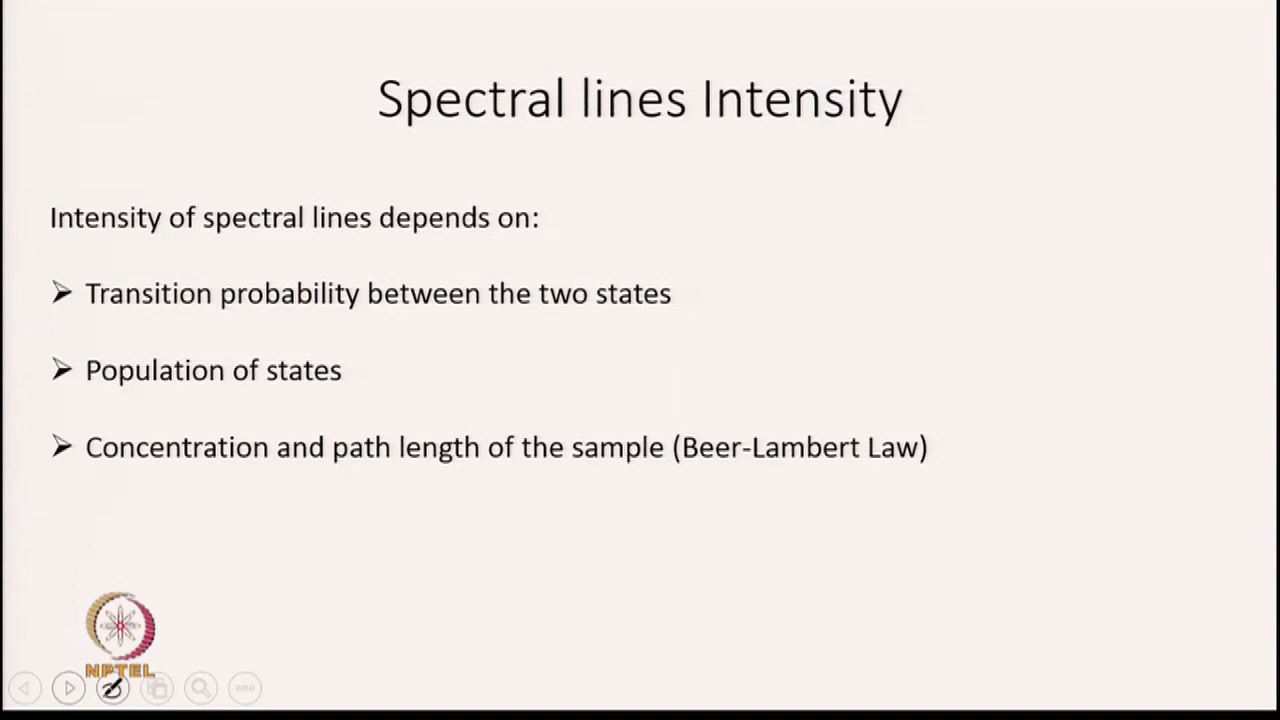 Spectral lines Intensity
Intensity of spectral lines depends on:
Transition probability between the two states
Population of states
Concentration and path length of the sample (Beer-Lambert Law)
NPTEL